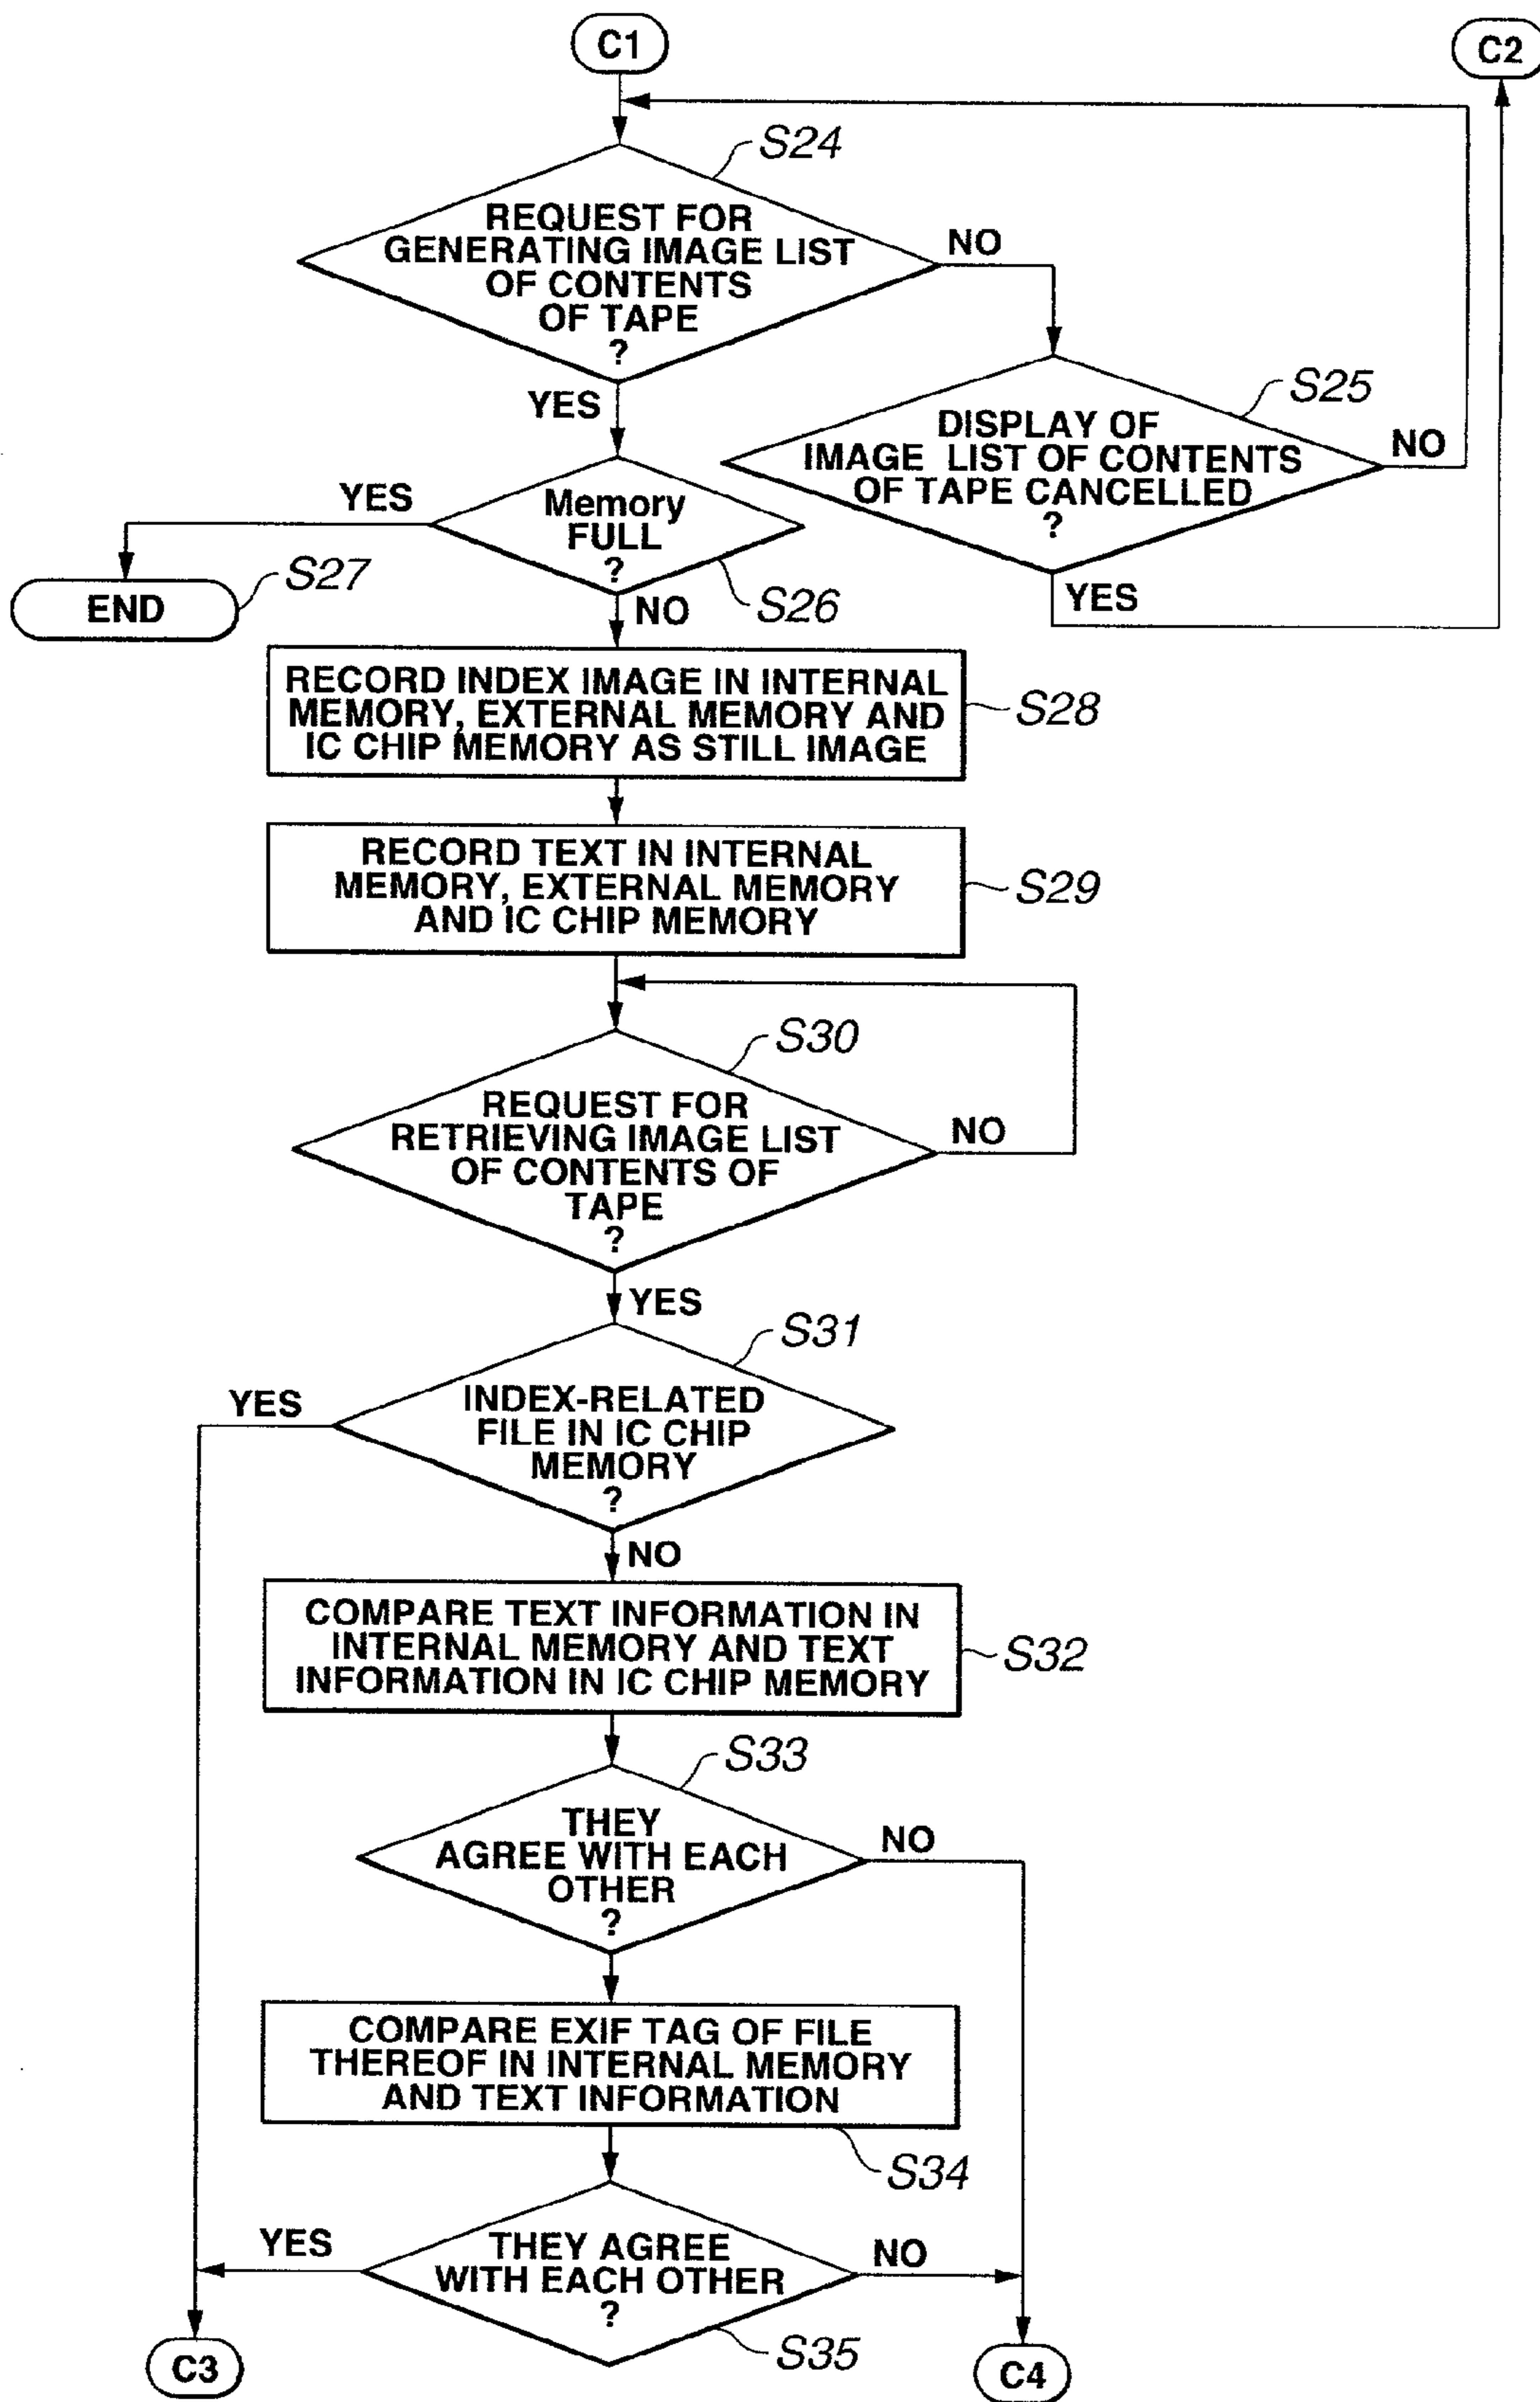 C1
C2
S24
REQUEST FOR
GENERATING IMAGE LIST
OF CONTENTS
OF TAPE
?
NO
YES
S25
DISPLAY OF
IMAGE LIST OF CONTENTS
OF TAPE CANCELLED
?
NO
YES
YES
Memory
FULL
?
S26
NO
S27
END
RECORD INDEX IMAGE IN INTERNAL
MEMORY, EXTERNAL MEMORY AND
IC CHIP MEMORY AS STILL IMAGE
S28
RECORD TEXT IN INTERNAL
MEMORY, EXTERNAL MEMORY
AND IC CHIP MEMORY
S29
S30
REQUEST FOR
RETRIEVING IMAGE LIST
OF CONTENTS OF
TAPE
?
NO
YES
S31
YES
INDEX-RELATED
FILE IN IC CHIP
MEMORY
?
NO
COMPARE TEXT INFORMATION IN
INTERNAL MEMORY AND TEXT
INFORMATION IN IC CHIP MEMORY
S32
S33
THEY
AGREE WITH EACH
OTHER
?
NO
COMPARE EXIF TAG OF FILE
THEREOF IN INTERNAL MEMORY
AND TEXT INFORMATION
S34
YES
THEY AGREE
WITH EACH OTHER
?
NO
S35
C3
C4